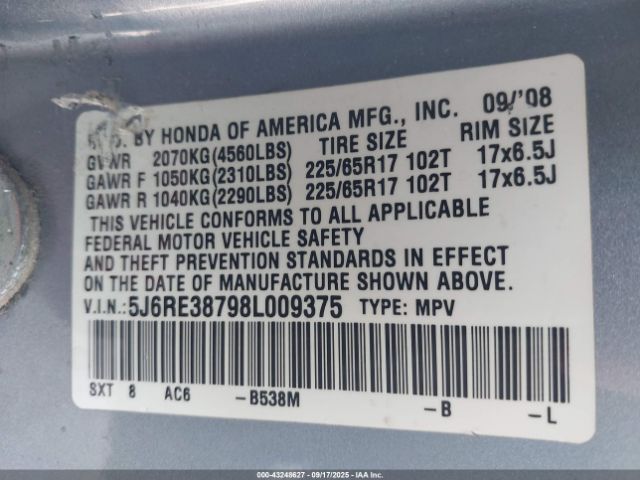 BY HONDA OF AMERICA MFG., INC. 09/'08
GVWR 2070KG(4560LBS) TIRE SIZE RIM SIZE
GAWR F 1050KG(2310LBS) 225/65R17 102T 17x6.5J
GAWR R 1040KG(2290LBS) 225/65R17 102T 17x6.5J
THIS VEHICLE CONFORMS TO ALL APPLICABLE
FEDERAL MOTOR VEHICLE SAFETY
AND THEFT PREVENTION STANDARDS IN EFFECT
ON THE DATE OF MANUFACTURE SHOWN ABOVE.
V.I.N.: 5J6RE38798L009375 TYPE: MPV
SXT 8 AC6 -B538M -B -L
000-43248627 - 09/17/2025 - IAAI Copart